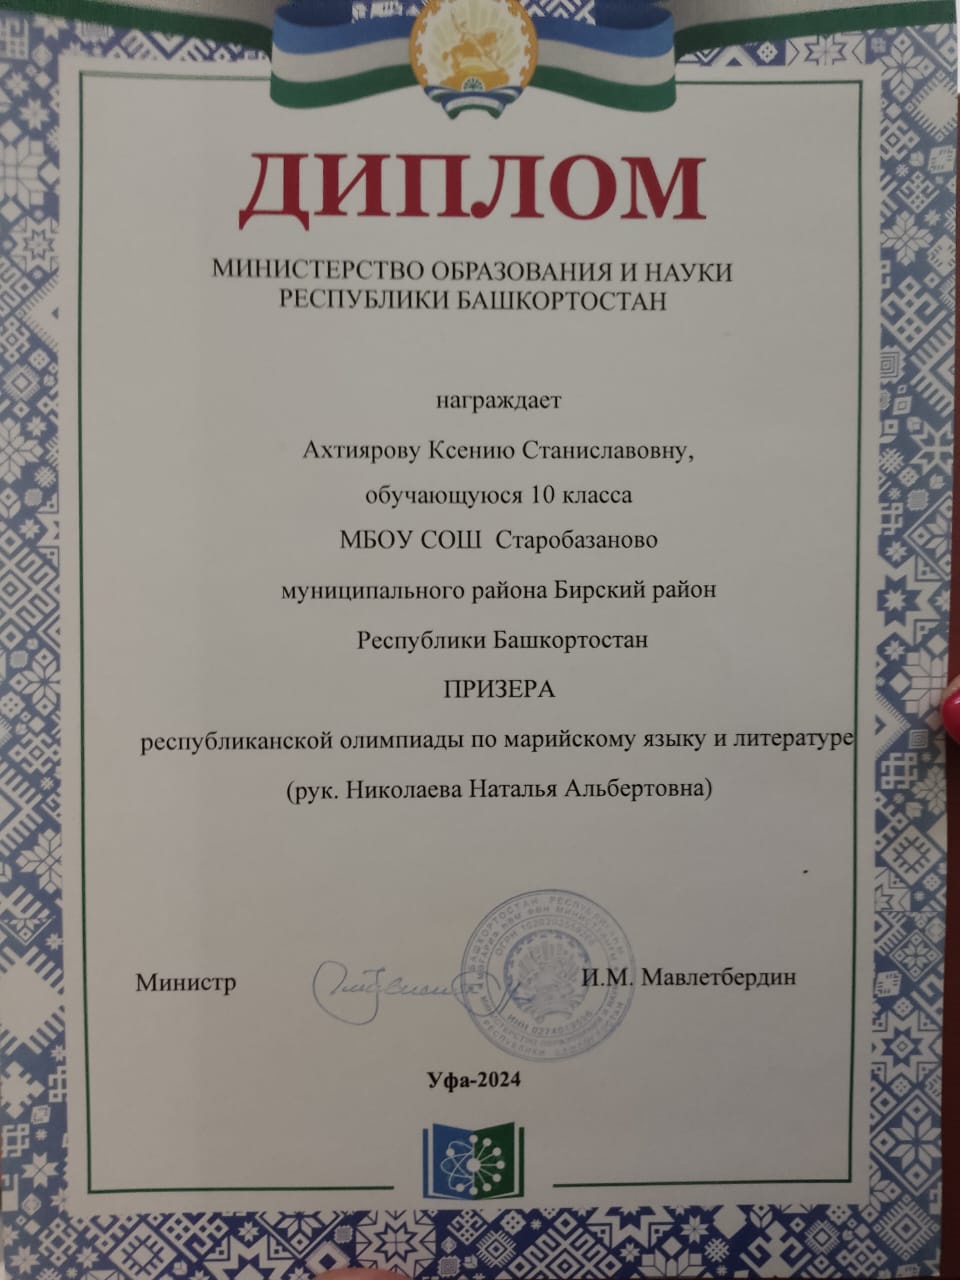 ДИПЛОМ
МИНИСТЕРСТВО ОБРАЗОВАНИЯ И НАУКИ
РЕСПУБЛИКИ БАШКОРТОСТАН
награждает
Ахтиярову Ксению Станиславовну,
обучающуюся 10 класса
МБОУ СОШ Старобазаново
муниципального района Бирский район
Республики Башкортостан
ПРИЗЕРА
республиканской олимпиады по марийскому языку и литературе
(рук. Николаева Наталья Альбертовна)
Министр
И.М. Мавлетбердин
Уфа-2024